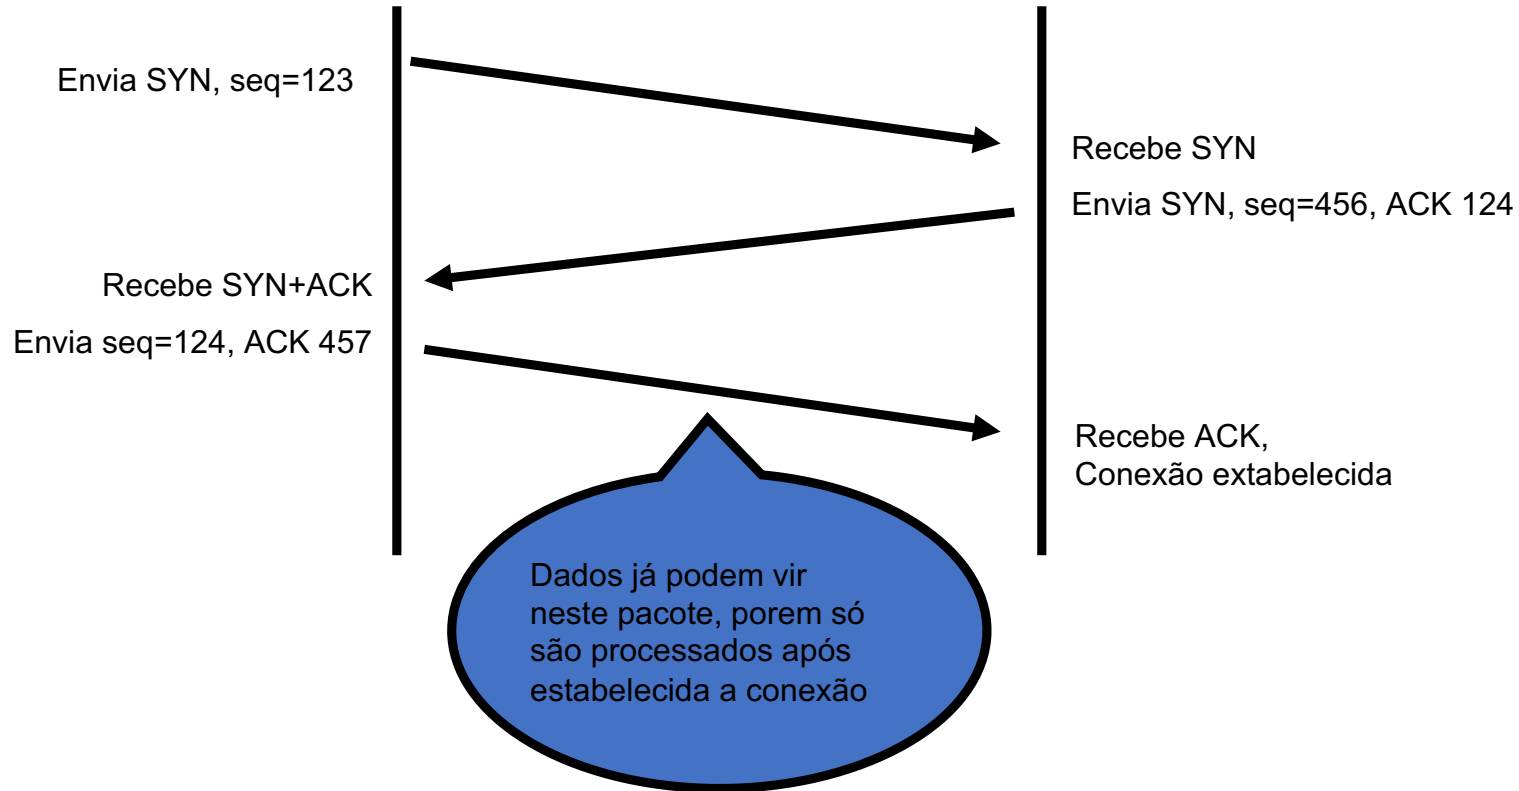 Envia SYN, seq=123
Recebe SYN
Envia SYN, seq=456, ACK 124
Recebe SYN+ACK
Envia seq=124, ACK 457
Recebe ACK,
Conexão extabelecida
Dados já podem vir
neste pacote, porem só
são processados após
estabelecida a conexão